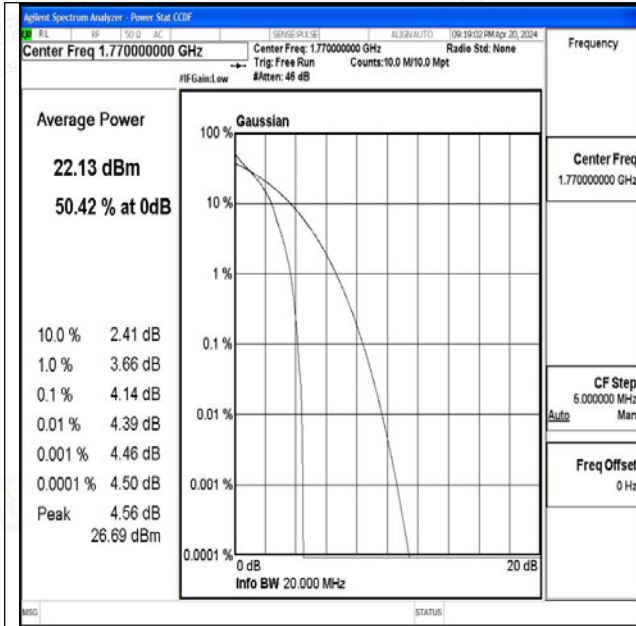 Agilent Spectrum Analyzer - Power Stat CCDF
RL RF 50 Ω AC SENSE:PULSE ALIGNAUTO 09:19:02 PM Apr 20, 2024
Center Freq 1.770000000 GHz
Center Freq: 1.770000000 GHz Radio Std: None
Trig: Free Run Counts:10.0 M/10.0 Mpt
#IFGain:Low #Atten: 46 dB
Frequency
Average Power
22.13 dBm
50.42 % at 0dB
10.0 % 2.41 dB
1.0 % 3.66 dB
0.1 % 4.14 dB
0.01 % 4.39 dB
0.001 % 4.46 dB
0.0001 % 4.50 dB
Peak 4.56 dB
26.69 dBm
Gaussian
100 %
10 %
1 %
0.1 %
0.01 %
0.001 %
0.0001 %
0 dB 20 dB
Info BW 20.000 MHz
Center Freq
1.770000000 GHz
CF Step
5.000000 MHz
Auto Man
Freq Offset
0 Hz
MSG STATUS